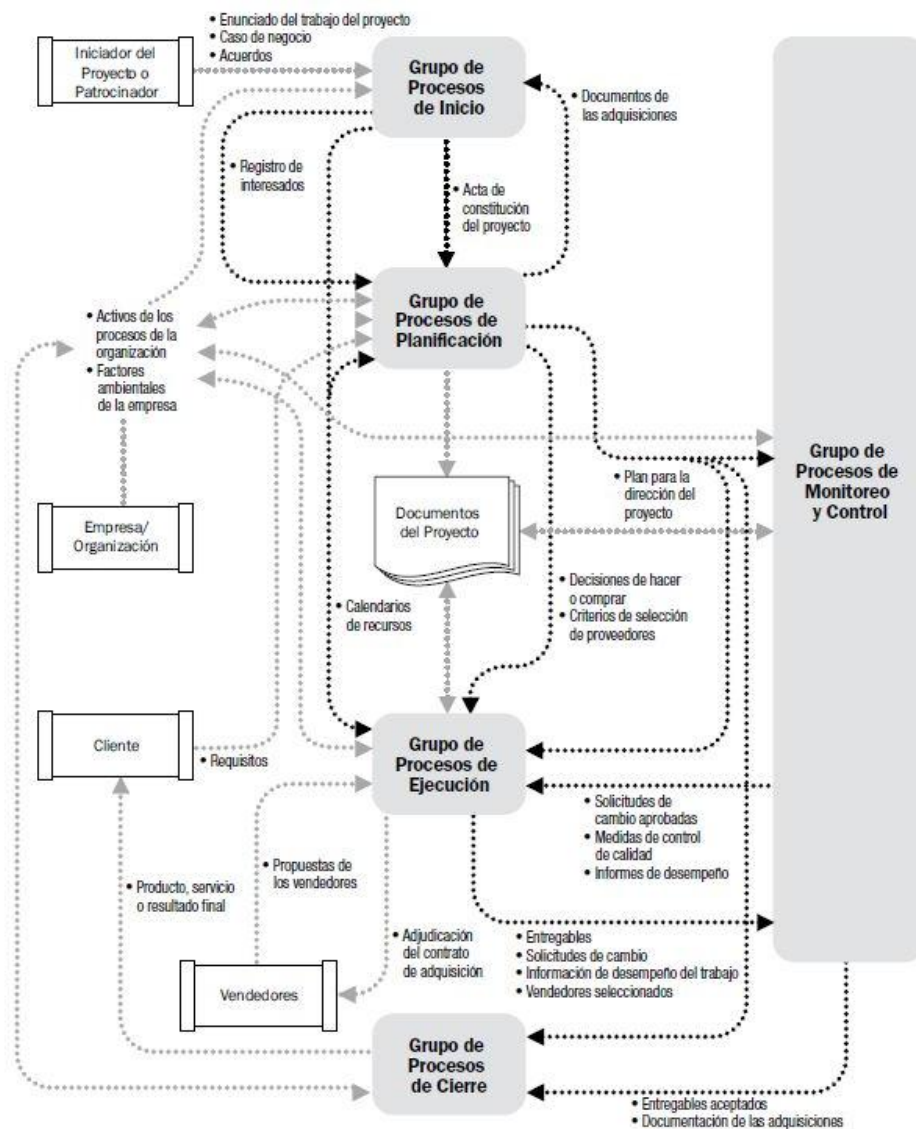 • Enunciado del trabajo del proyecto
• Caso de negocio
• Acuerdos
Iniciador del
Proyecto o
Patrocinador
Grupo de
Procesos
de Inicio
• Documentos de
las adquisiciones
• Registro de
interesados
• Acta de
constitución
del proyecto
Grupo de
Procesos de
Planificación
• Activos de los
procesos de la
organización
• Factores
ambientales
de la empresa
Grupo de
Procesos de
Monitoreo
y Control
• Plan para la
dirección del
proyecto
Empresa/
Organización
Documentos
del Proyecto
• Decisiones de hacer
o comprar
• Criterios de selección
de proveedores
• Calendarios
de recursos
Cliente
• Requisitos
Grupo de
Procesos de
Ejecución
• Solicitudes de
cambio aprobadas
• Medidas de control
de calidad
• Informes de desempeño
• Propuestas de
los vendedores
• Producto, servicio
o resultado final
• Adjudicación
del contrato
de adquisición
• Entregables
• Solicitudes de cambio
• Información de desempeño del trabajo
• Vendedores seleccionados
Vendedores
Grupo de
Procesos
de Cierre
• Entregables aceptados
• Documentación de las adquisiciones